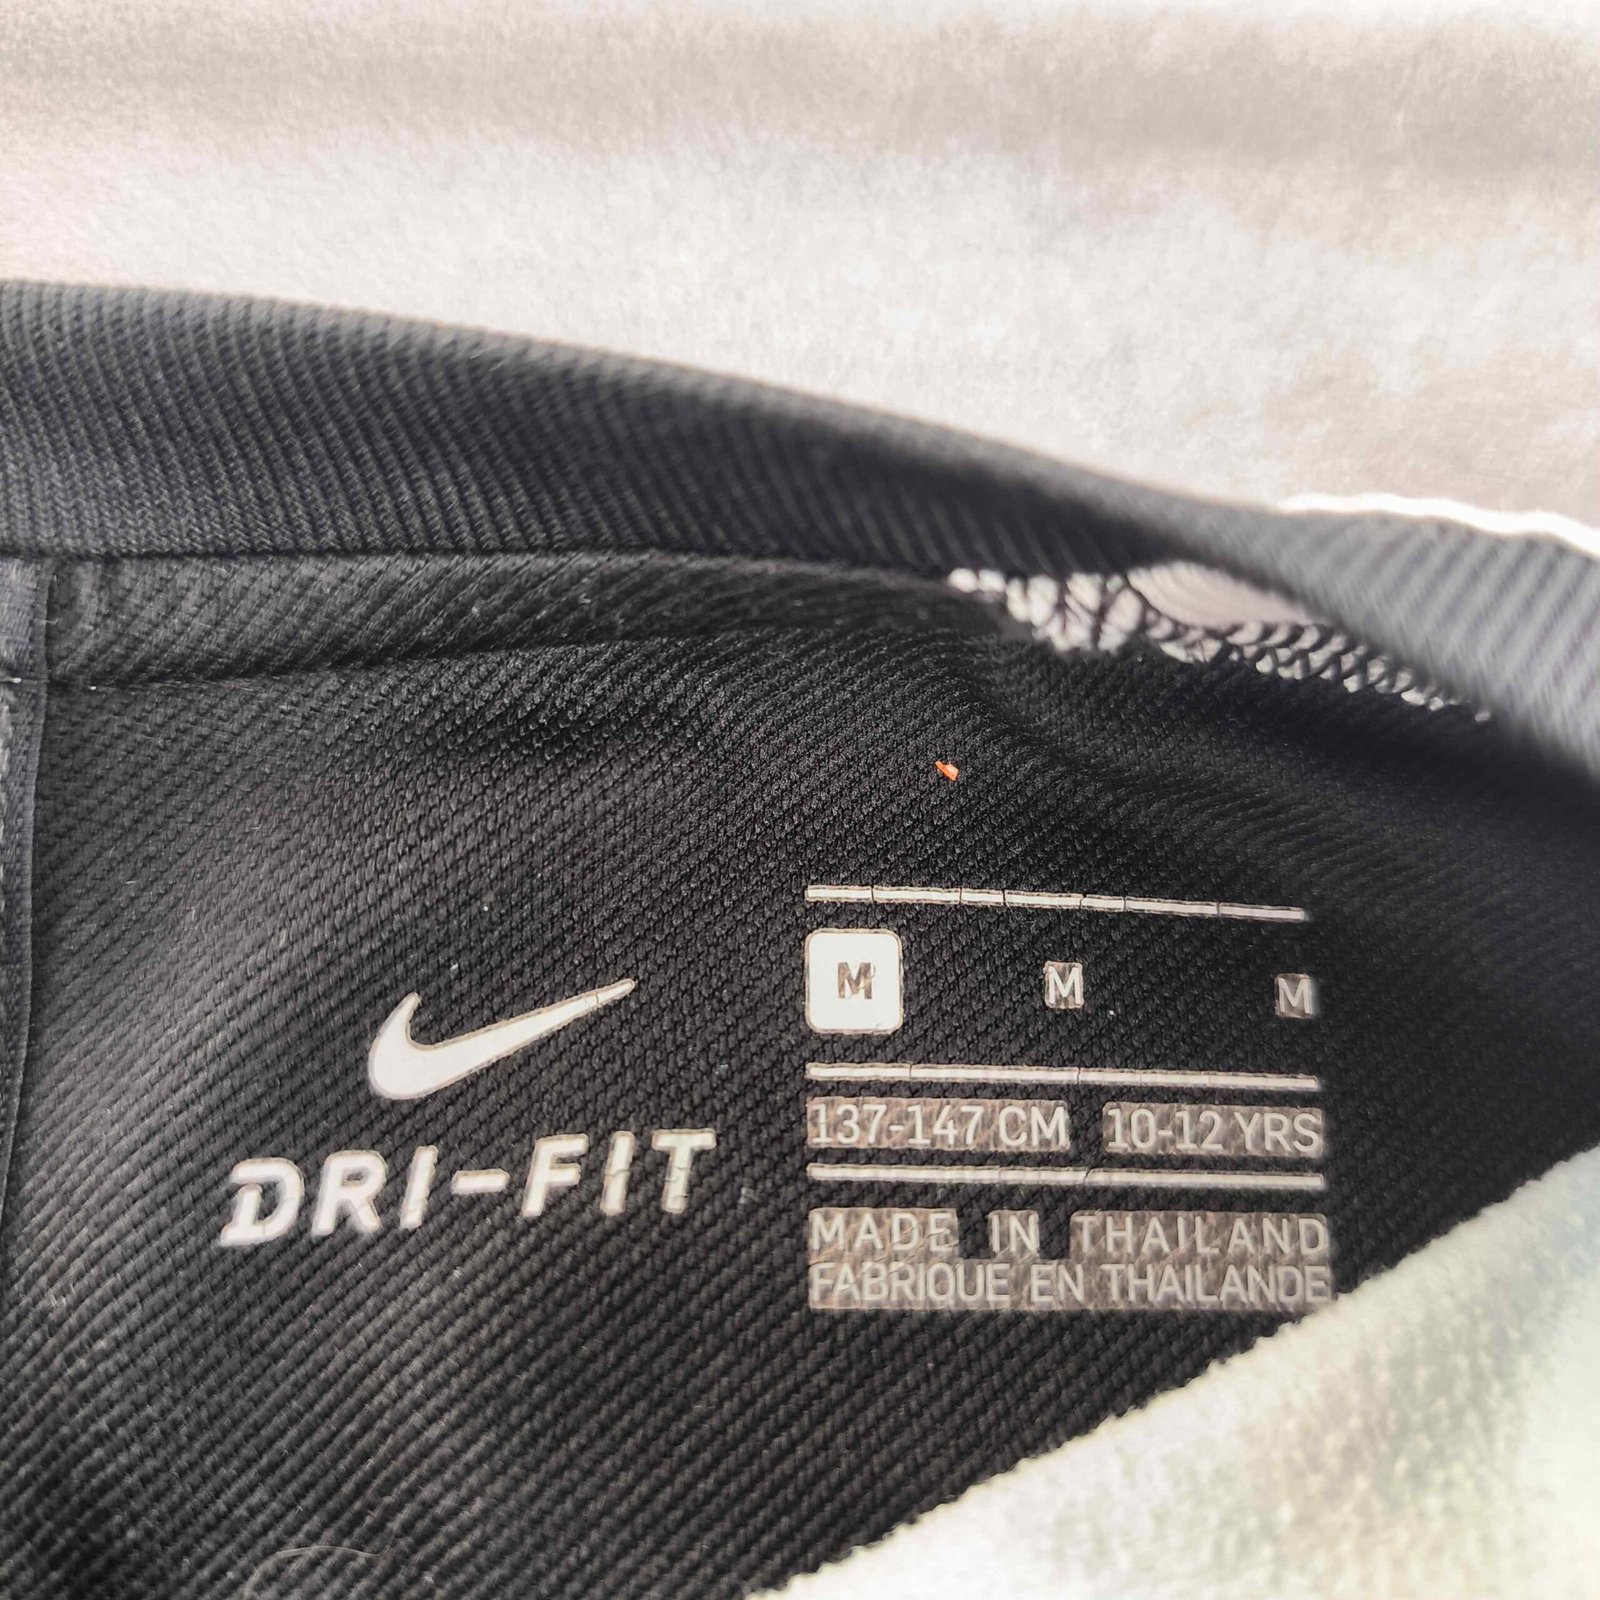 DRI-FIT
M M M
137-147 CM 10-12 YRS
MADE IN THAILAND
FABRIQUE EN THAILANDE